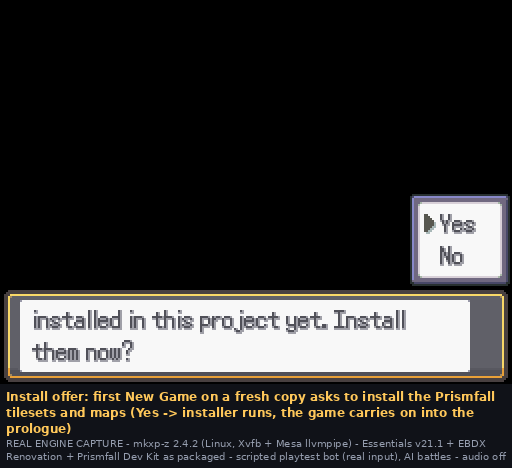 Yes
No
installed in this project yet. Install
them now?
Install offer: first New Game on a fresh copy asks to install the Prismfall
tilesets and maps (Yes -> installer runs, the game carries on into the
prologue)
REAL ENGINE CAPTURE - mkxp-z 2.4.2 (Linux, Xvfb + Mesa llvmpipe) - Essentials v21.1 + EBDX
Renovation + Prismfall Dev Kit as packaged - scripted playtest bot (real input), AI battles - audio off